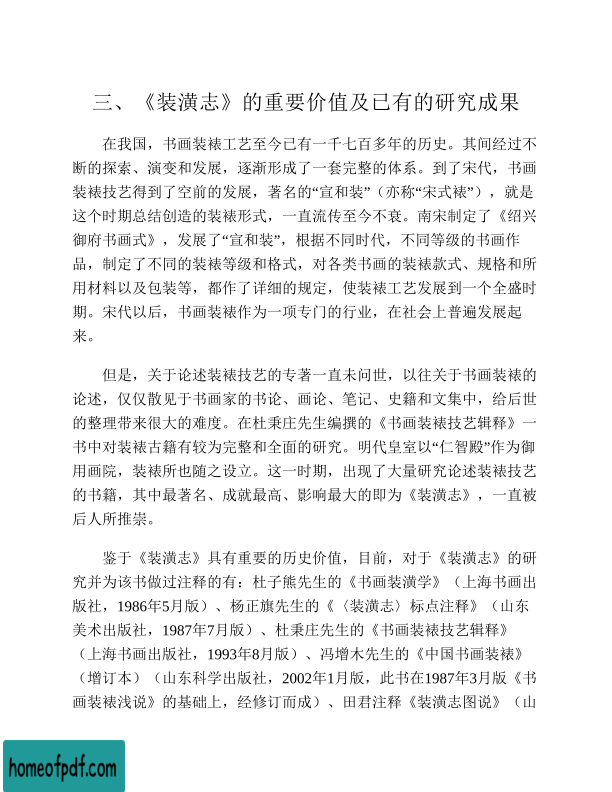 三、《装潢志》的重要价值及已有的研究成果
在我国，书画装裱工艺至今已有一千七百多年的历史。其间经过不
断的探索、演变和发展，逐渐形成了一套完整的体系。到了宋代，书画
装裱技艺得到了空前的发展，著名的“宣和装”（亦称“宋式裱”），就是
这个时期总结创造的装裱形式，一直流传至今不衰。南宋制定了《绍兴
御府书画式》，发展了“宣和装”，根据不同时代，不同等级的书画作
品，制定了不同的装裱等级和格式，对各类书画的装裱款式、规格和所
用材料以及包装等，都作了详细的规定，使装裱工艺发展到一个全盛时
期。宋代以后，书画装裱作为一项专门的行业，在社会上普遍发展起
来。
但是，关于论述装裱技艺的专著一直未问世，以往关于书画装裱的
论述，仅仅散见于书画家的书论、画论、笔记、史籍和文集中，给后世
的整理带来很大的难度。在杜秉庄先生编撰的《书画装裱技艺辑释》一
书中对装裱古籍有较为完整和全面的研究。明代皇室以“仁智殿”作为御
用画院，装裱所也随之设立。这一时期，出现了大量研究论述装裱技艺
的书籍，其中最著名、成就最高、影响最大的即为《装潢志》，一直被
后人所推崇。
鉴于《装潢志》具有重要的历史价值，目前，对于《装潢志》的研
究并为该书做过注释的有：杜子熊先生的《书画装潢学》（上海书画出
版社，1986年5月版）、杨正旗先生的《〈装潢志〉标点注释》（山东
美术出版社，1987年7月版）、杜秉庄先生的《书画装裱技艺辑释》
（上海书画出版社，1993年8月版）、冯增木先生的《中国书画装裱》
（增订本）（山东科学出版社，2002年1月版，此书在1987年3月版《书
画装裱浅说》的基础上，经修订而成）、田君注释《装潢志图说》（山
homeofpdf.com